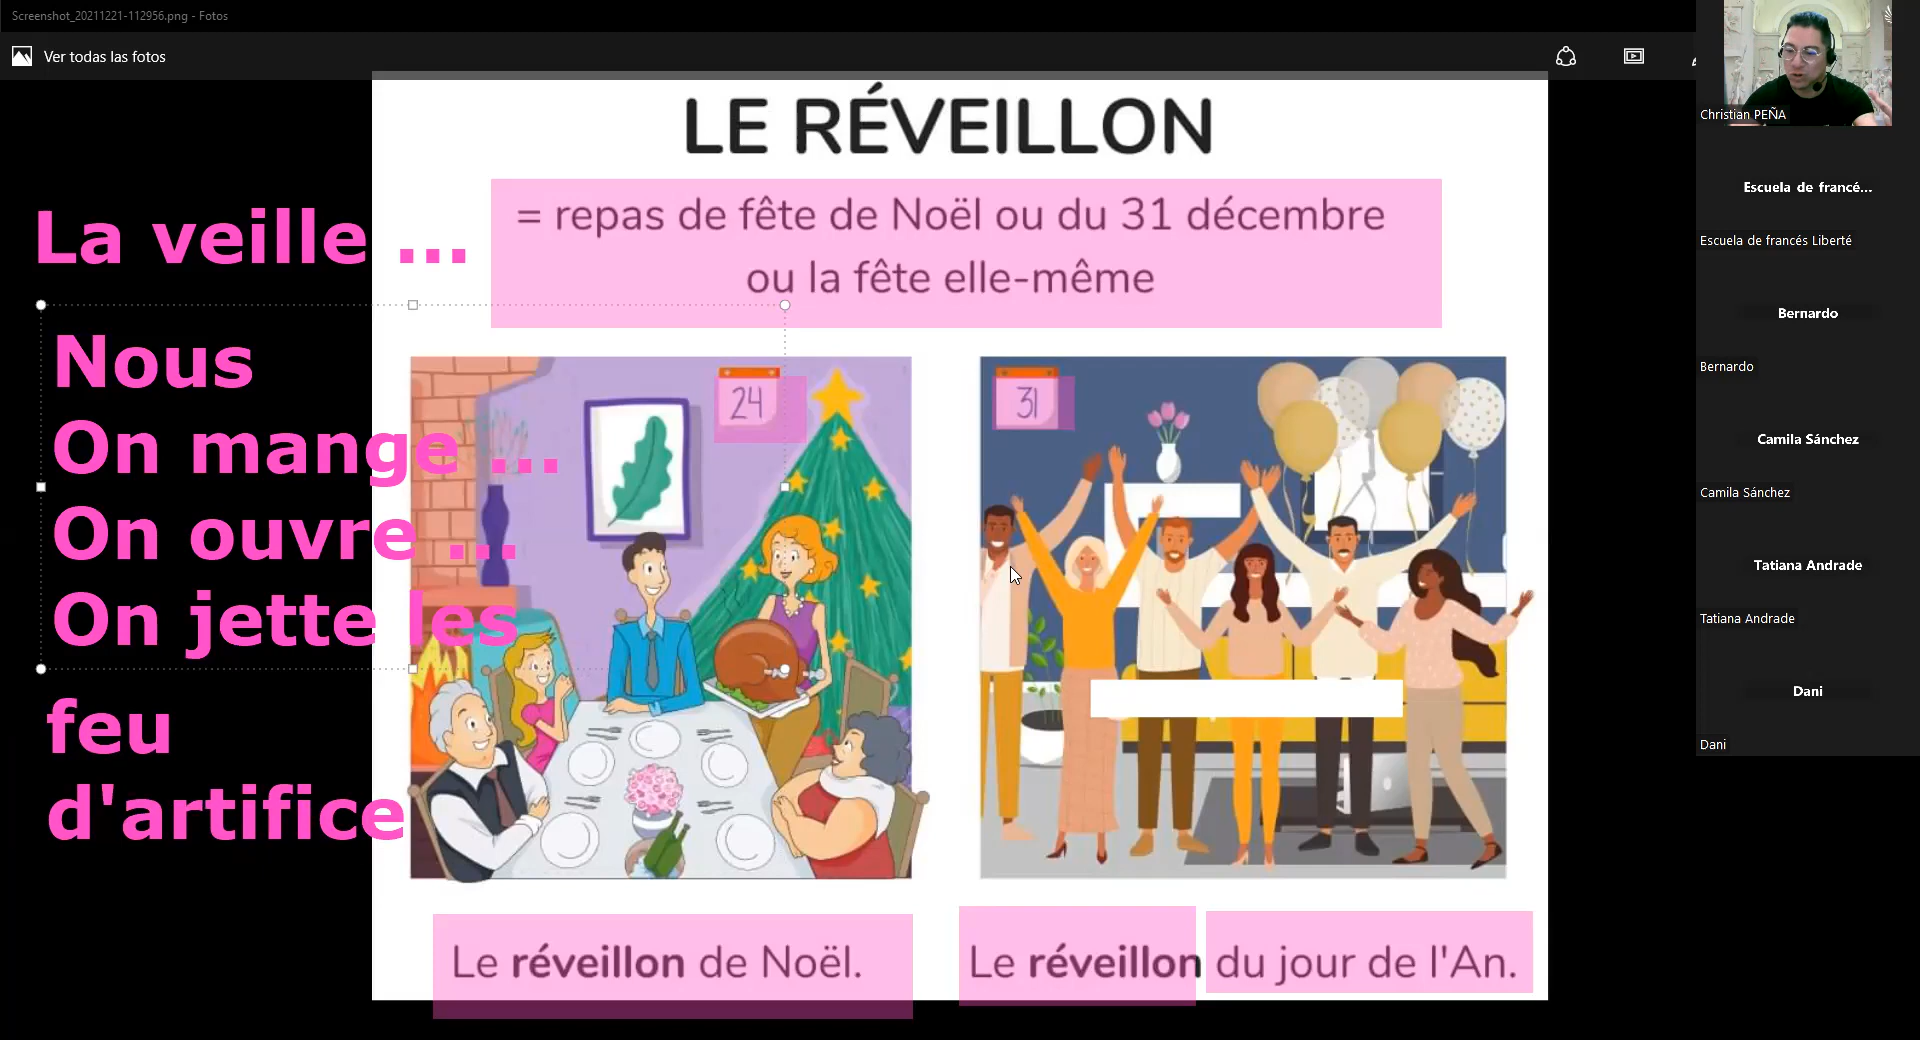 Screenshot_20211221-112956.png - Fotos
Ver todas las fotos
LE RÉVEILLON
= repas de fête de Noël ou du 31 décembre
ou la fête elle-même
La veille ...
Nous
On mange ...
On ouvre ...
On jette les
feu
d'artifice
24
31
Le réveillon de Noël.
Le réveillon du jour de l'An.
Christian PEÑA
Escuela de francé...
Escuela de francés Liberté
Bernardo
Bernardo
Camila Sánchez
Camila Sánchez
Tatiana Andrade
Tatiana Andrade
Dani
Dani